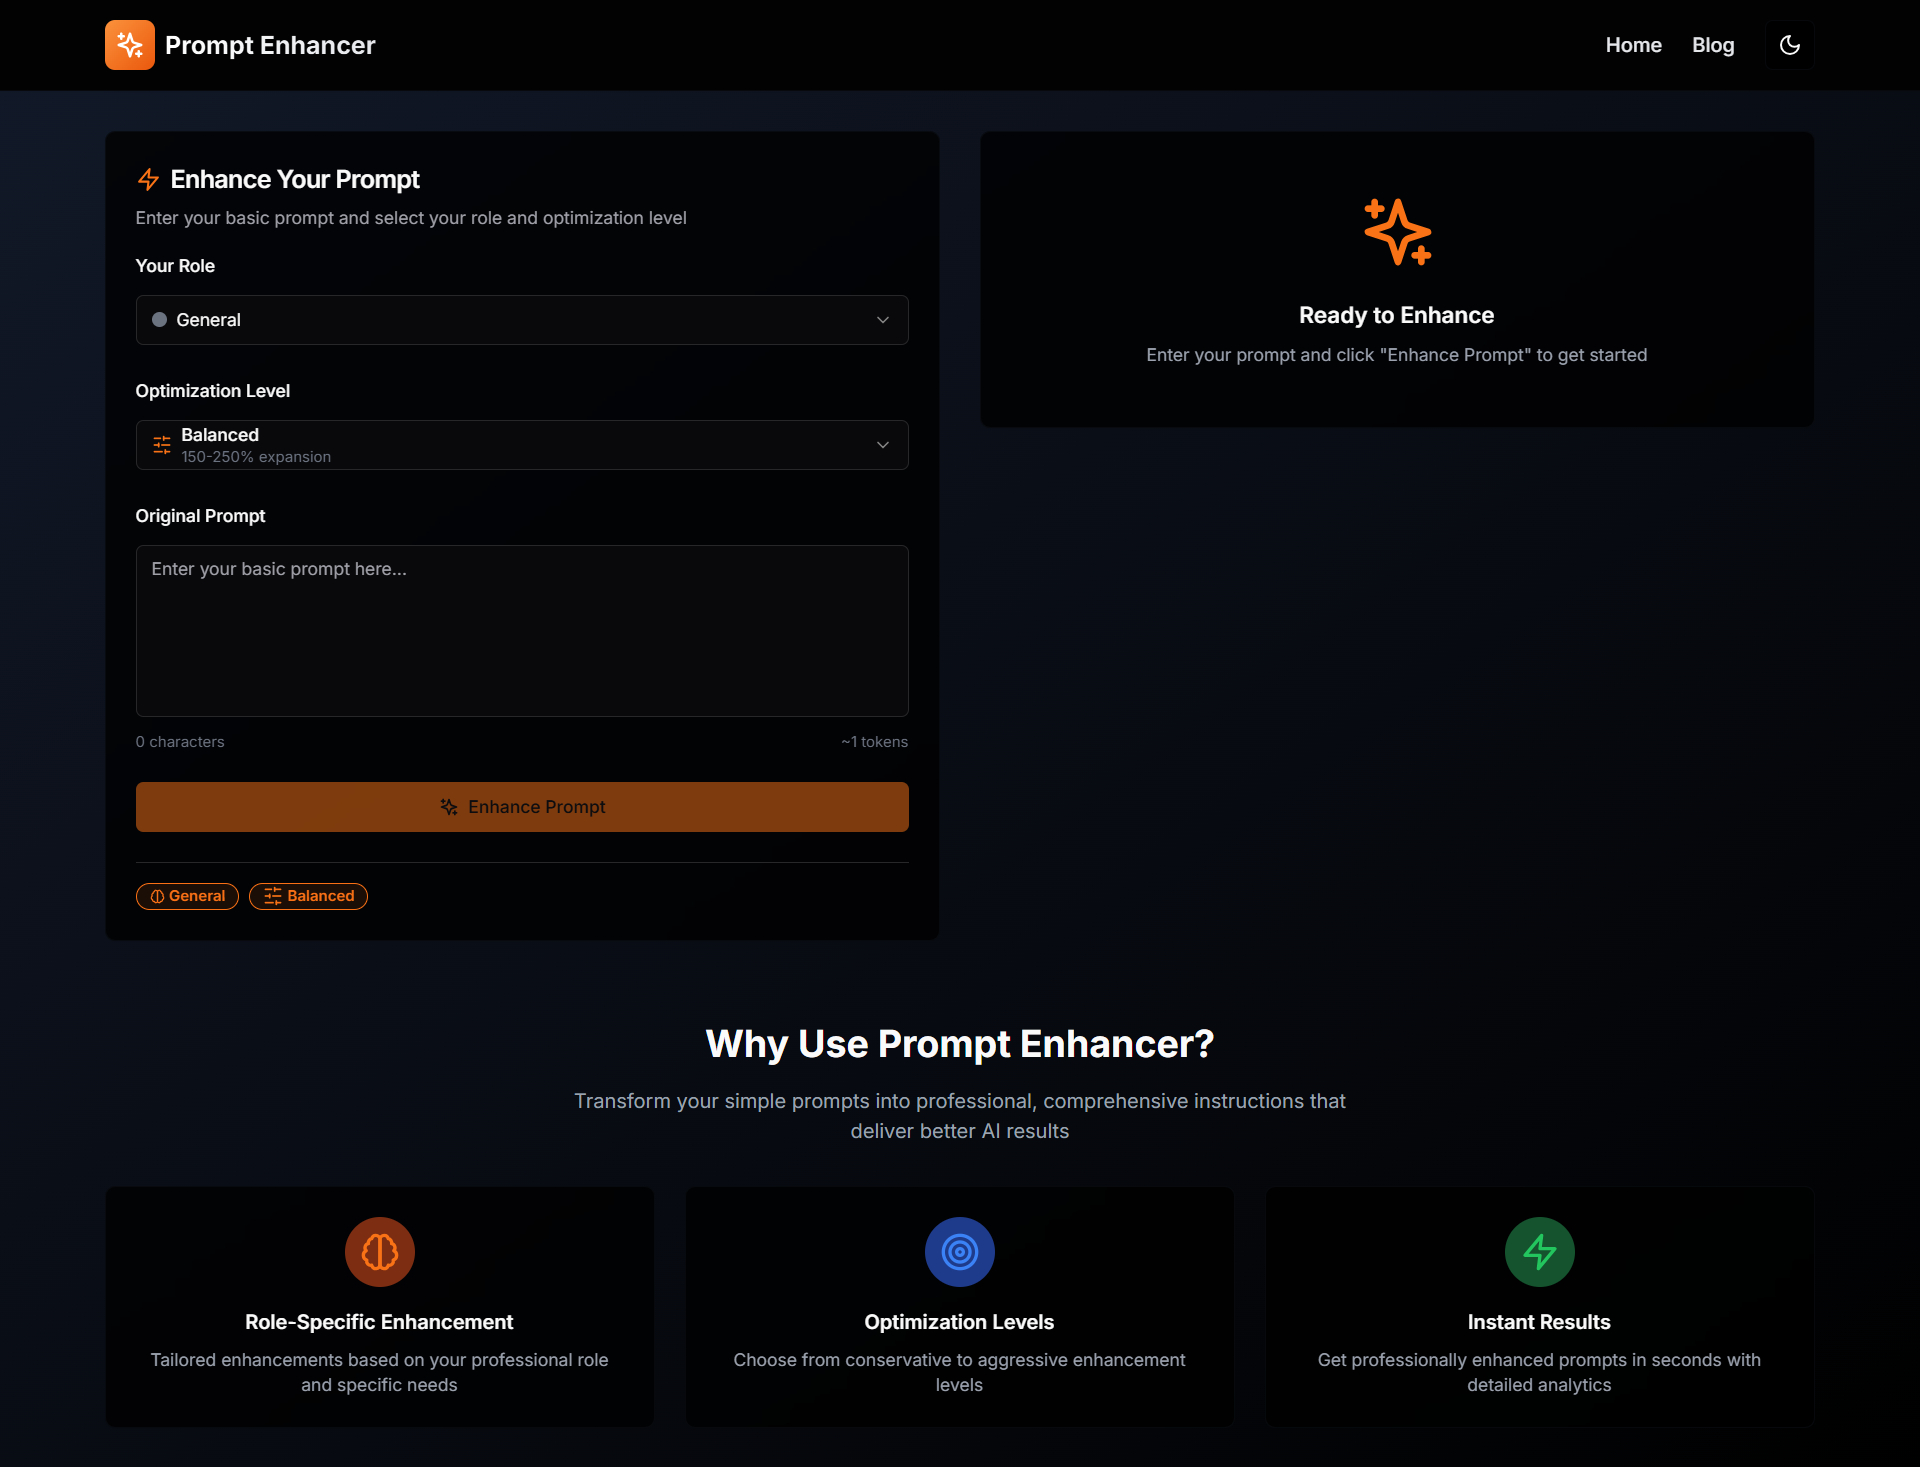 Prompt Enhancer
Home
Blog
Enhance Your Prompt
Enter your basic prompt and select your role and optimization level
Your Role
General
Optimization Level
Balanced
150-250% expansion
Original Prompt
Enter your basic prompt here...
0 characters
~1 tokens
Enhance Prompt
General
Balanced
Ready to Enhance
Enter your prompt and click "Enhance Prompt" to get started
Why Use Prompt Enhancer?
Transform your simple prompts into professional, comprehensive instructions that
deliver better AI results
Role-Specific Enhancement
Tailored enhancements based on your professional role
and specific needs
Optimization Levels
Choose from conservative to aggressive enhancement
levels
Instant Results
Get professionally enhanced prompts in seconds with
detailed analytics